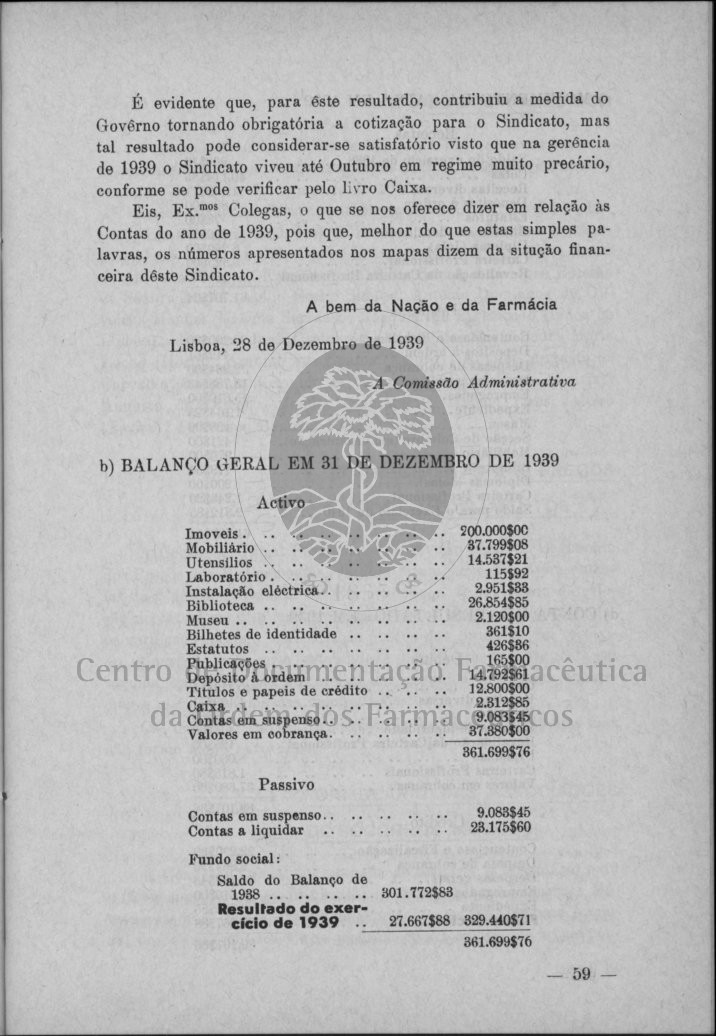 É evidente que, para êste resultado, contribuiu a medida do
Govêrno tornando obrigatória a cotização para o Sindicato, mas
tal resultado pode considerar-se satisfatório visto que na gerência
de 1939 o Sindicato viveu até Outubro em regime muito precário,
conforme se pode verificar pelo livro Caixa.
Eis, Ex.mos Colegas, o que se nos oferece dizer em relação às
Contas do ano de 1939, pois que, melhor do que estas simples pa-
lavras, os números apresentados nos mapas dizem da situção finan-
ceira dêste Sindicato.
A bem da Nação e da Farmácia
Lisboa, 28 de Dezembro de 1939
A Comissão Administrativa
b) BALANÇO GERAL EM 31 DE DEZEMBRO DE 1939
Activo
Imoveis . .. .. .. .. .. .. .. 200.000$00
Mobiliário .. .. .. .. .. .. .. 37.799$08
Utensílios .. .. .. .. .. .. .. 14.537$21
Laboratório . .. .. .. .. .. .. 115$92
Instalação eléctrica .. .. .. .. .. 2.951$33
Biblioteca .. .. .. .. .. .. .. 26.854$85
Museu .. .. .. .. .. .. .. .. 2.120$00
Bilhetes de identidade .. .. .. .. 361$10
Estatutos .. .. .. .. .. .. .. 426$36
Publicações . .. .. .. .. .. .. 165$00
Depósito à ordem .. .. .. .. .. 14.792$61
Títulos e papeis de crédito .. .. .. 12.800$00
Caixa .. .. .. .. .. .. .. .. 2.312$85
Contas em suspenso .. .. .. .. .. 9.083$45
Valores em cobrança. .. .. .. .. 37.380$00
361.699$76
Passivo
Contas em suspenso .. .. .. .. .. 9.083$45
Contas a liquidar .. .. .. .. .. 23.175$60
Fundo social:
Saldo do Balanço de
1938 .. .. .. .. 301.772$83
Resultado do exer-
cício de 1939 .. 27.667$88 329.440$71
361.699$76
— 59 —
Centro de Documentação Farmacêutica
da Ordem dos Farmacêuticos